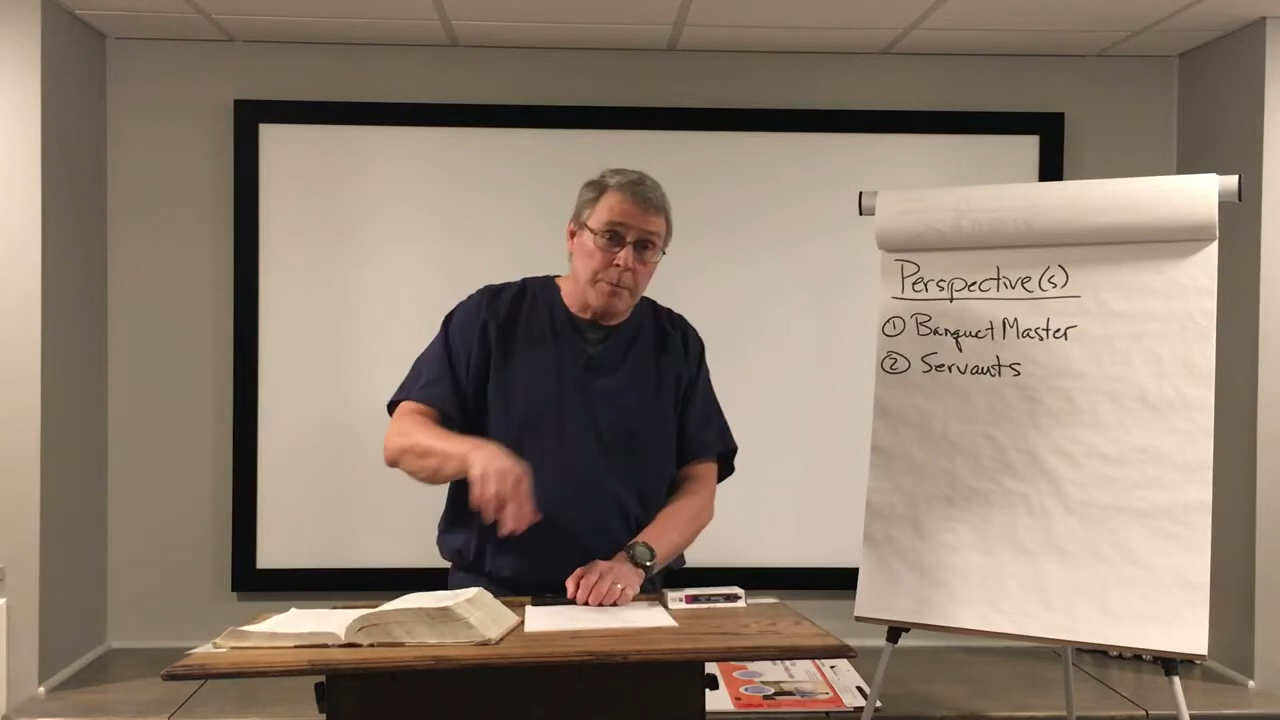 Perspective(s)
① Banquet Master
② Servants